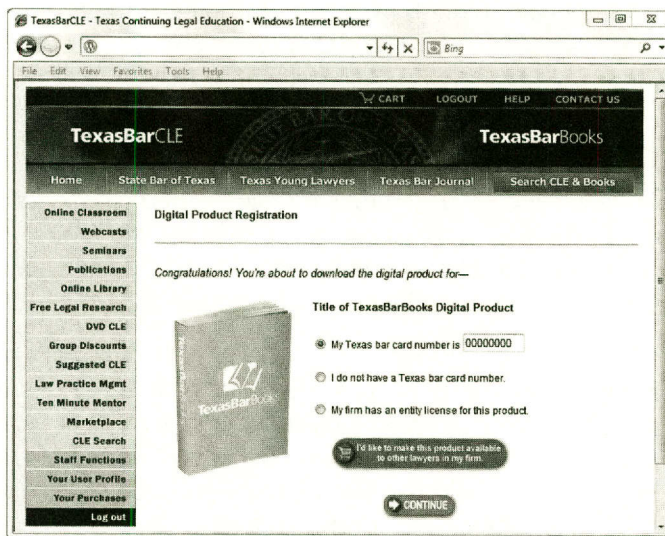 TexasBarCLE - Texas Continuing Legal Education - Windows Internet Explorer
Bing
File Edit View Favorites Tools Help
CART LOGOUT HELP CONTACT US
TexasBarCLE
TexasBarBooks
Home State Bar of Texas Texas Young Lawyers Texas Bar Journal Search CLE & Books
Online Classroom
Webcasts
Seminars
Publications
Online Library
Free Legal Research
DVD CLE
Group Discounts
Suggested CLE
Law Practice Mgmt
Ten Minute Mentor
Marketplace
CLE Search
Staff Functions
Your User Profile
Your Purchases
Log out
Digital Product Registration
Congratulations! You're about to download the digital product for—
TexasBarBooks
Title of TexasBarBooks Digital Product
My Texas bar card number is 00000000
I do not have a Texas bar card number.
My firm has an entity license for this product.
I'd like to make this product available
to other lawyers in my firm.
CONTINUE